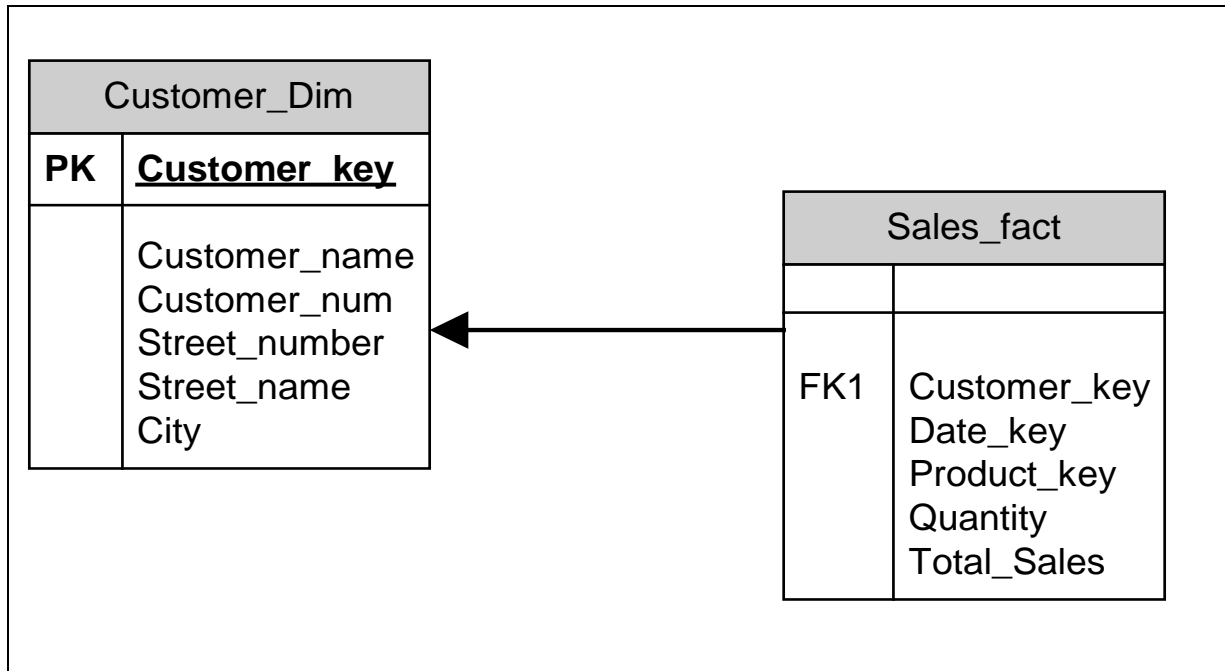 Customer_Dim
PK Customer_key
Customer_name
Customer_num
Street_number
Street_name
City
Sales_fact
FK1 Customer_key
Date_key
Product_key
Quantity
Total_Sales